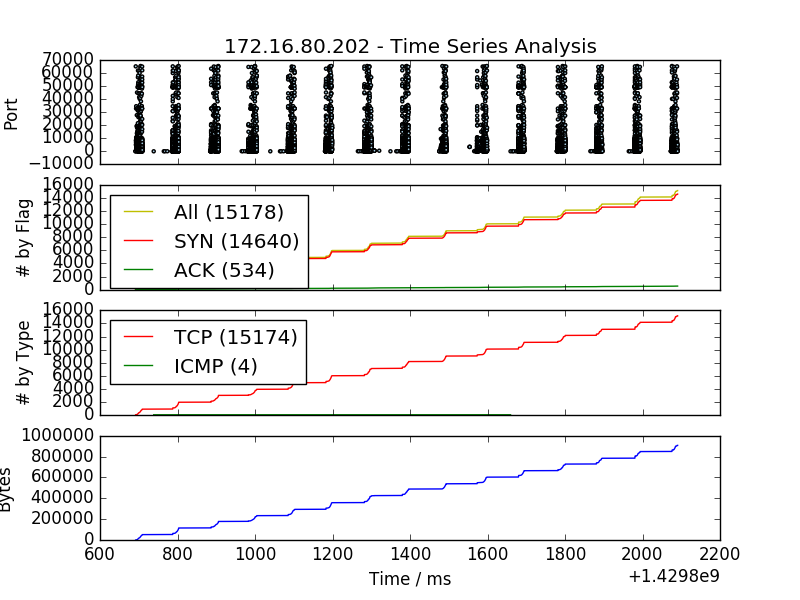 172.16.80.202 - Time Series Analysis
70000
60000
50000
40000
30000
20000
10000
0
−10000
Port
16000
14000
12000
10000
8000
6000
4000
2000
0
# by Flag
All (15178)
SYN (14640)
ACK (534)
16000
14000
12000
10000
8000
6000
4000
2000
0
# by Type
TCP (15174)
ICMP (4)
1000000
800000
600000
400000
200000
0
Bytes
600 800 1000 1200 1400 1600 1800 2000 2200
Time / ms
+1.4298e9